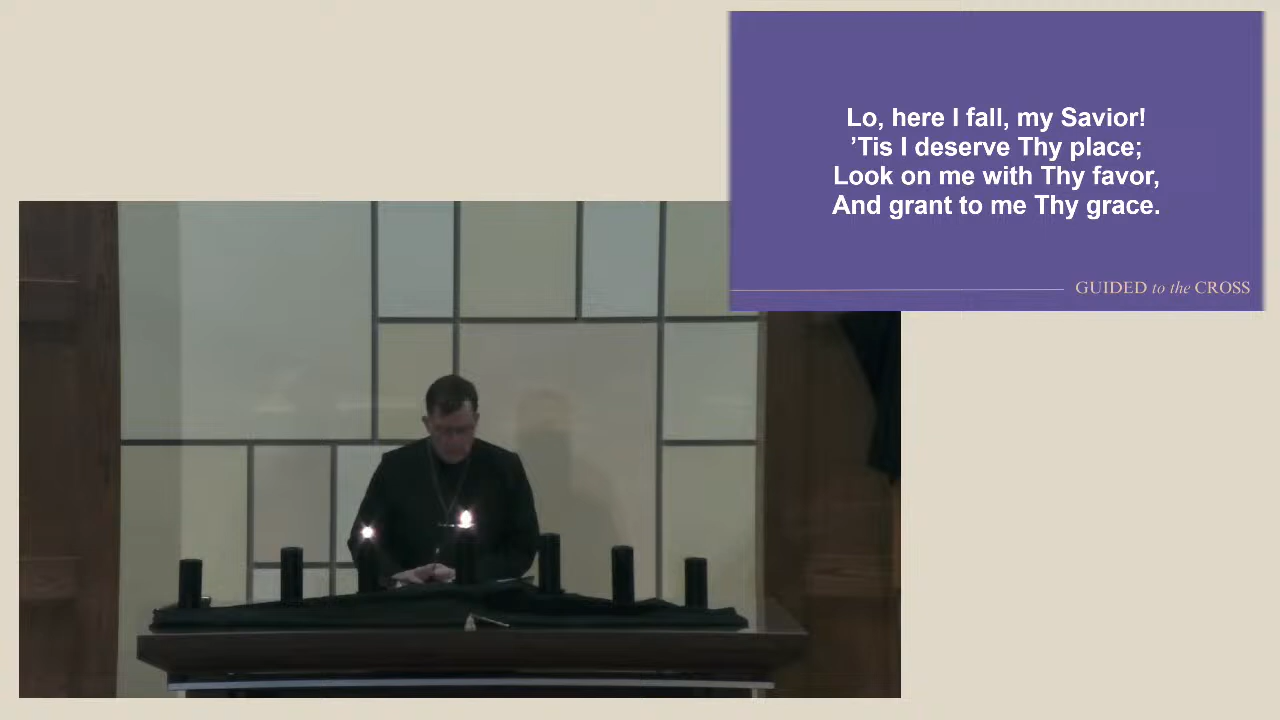 Lo, here I fall, my Savior!
’Tis I deserve Thy place;
Look on me with Thy favor,
And grant to me Thy grace.
GUIDED to the CROSS